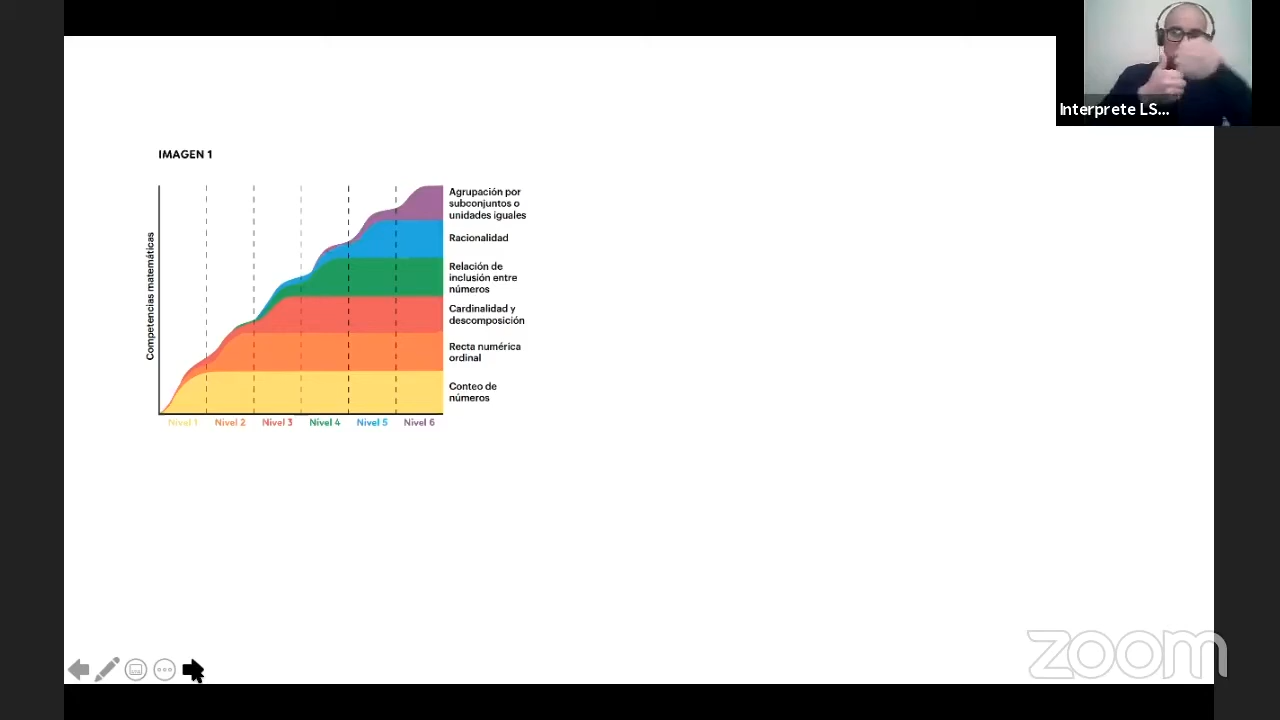 Interprete LS...
IMAGEN 1
Competencias matemáticas
Agrupación por
subconjuntos o
unidades iguales
Racionalidad
Relación de
inclusión entre
números
Cardinalidad y
descomposición
Recta numérica
ordinal
Conteo de
números
Nivel 1 Nivel 2 Nivel 3 Nivel 4 Nivel 5 Nivel 6
zoom